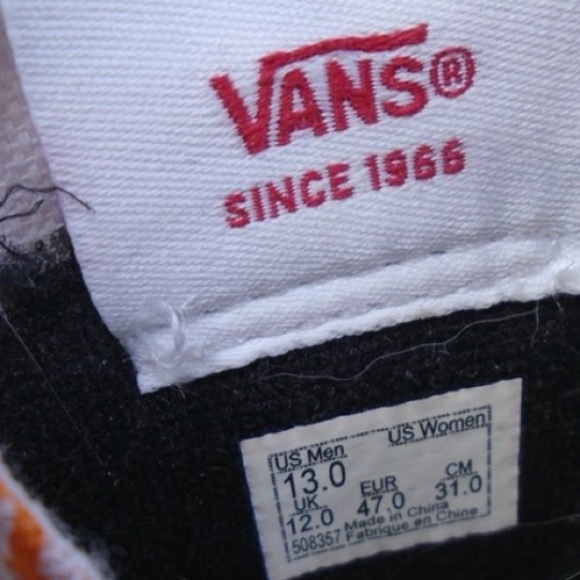 VANS®
SINCE 1966
US Men US Women
13.0
UK EUR CM
12.0 47.0 31.0
Made in China
508357 Fabriqué en Chine